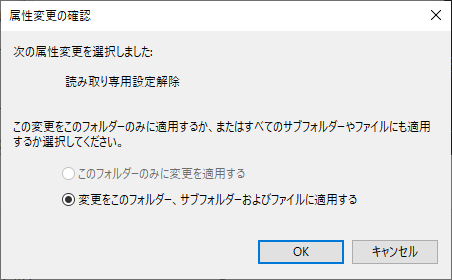 属性変更の確認
次の属性変更を選択しました:
読み取り専用設定解除
この変更をこのフォルダーのみに適用するか、またはすべてのサブフォルダーやファイルにも適用
するか選択してください。
このフォルダーのみに変更を適用する
変更をこのフォルダー、サブフォルダーおよびファイルに適用する
OK
キャンセル